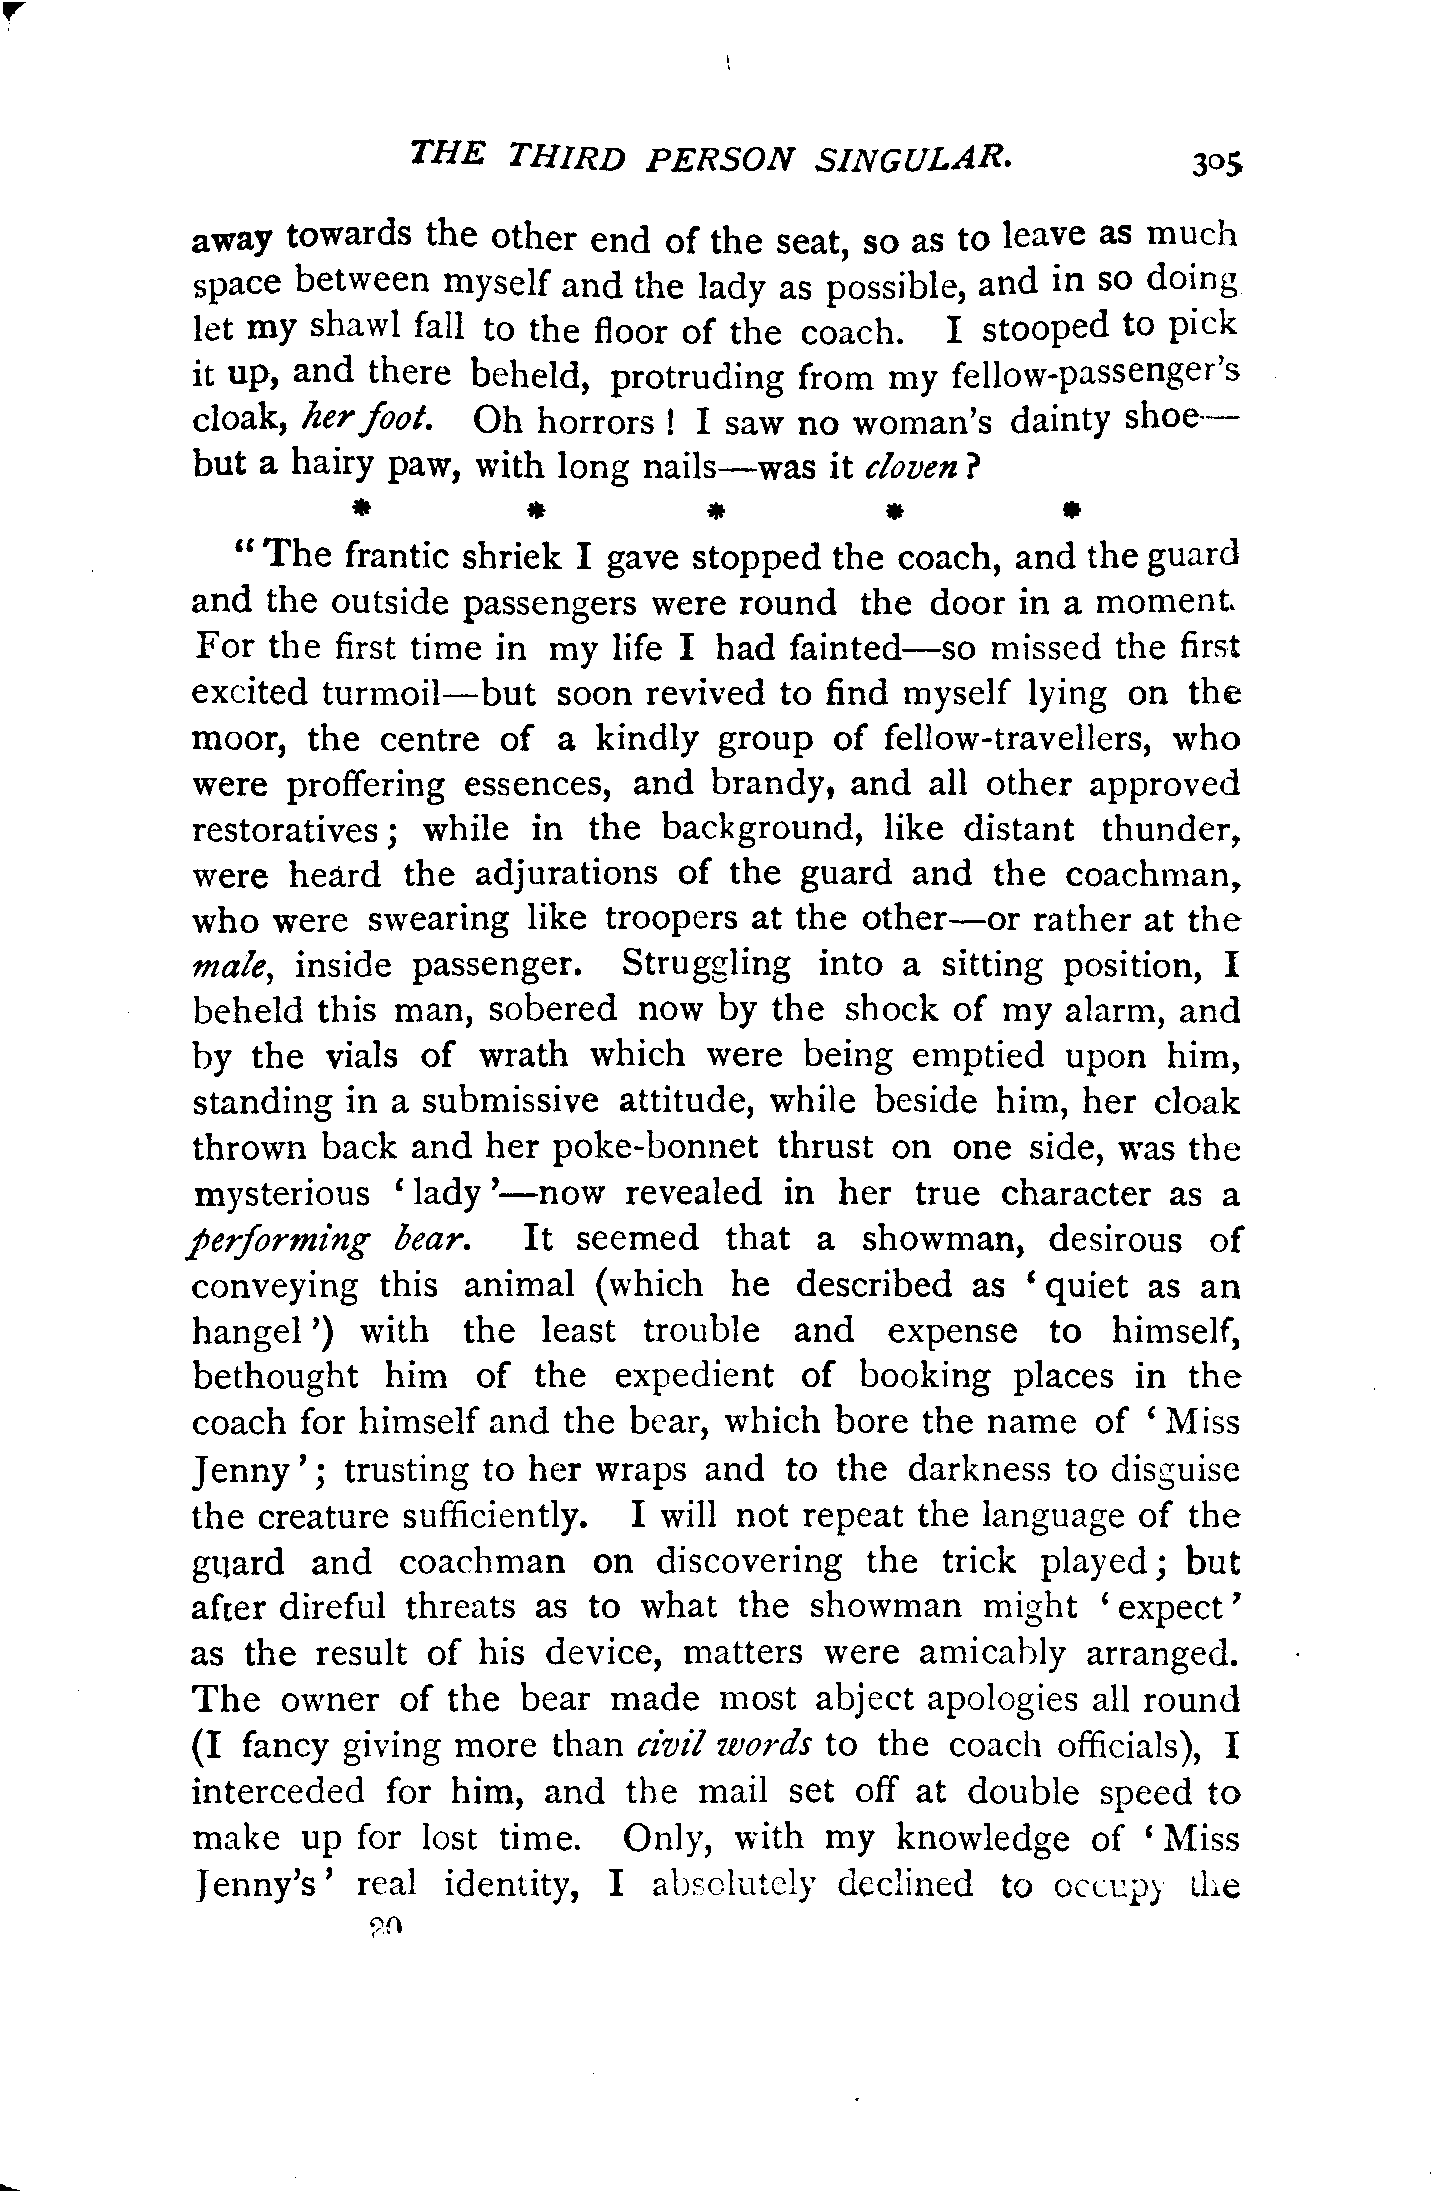 THE THIRD PERSON SINGULAR. 305
away towards the other end of the seat, so as to leave as much
space between myself and the lady as possible, and in so doing
let my shawl fall to the floor of the coach. I stooped to pick
it up, and there beheld, protruding from my fellow-passenger's
cloak, her foot. Oh horrors ! I saw no woman's dainty shoe—
but a hairy paw, with long nails—was it cloven ?
* * * * *
“ The frantic shriek I gave stopped the coach, and the guard
and the outside passengers were round the door in a moment.
For the first time in my life I had fainted—so missed the first
excited turmoil—but soon revived to find myself lying on the
moor, the centre of a kindly group of fellow-travellers, who
were proffering essences, and brandy, and all other approved
restoratives ; while in the background, like distant thunder,
were heard the adjurations of the guard and the coachman,
who were swearing like troopers at the other—or rather at the
male, inside passenger. Struggling into a sitting position, I
beheld this man, sobered now by the shock of my alarm, and
by the vials of wrath which were being emptied upon him,
standing in a submissive attitude, while beside him, her cloak
thrown back and her poke-bonnet thrust on one side, was the
mysterious ‘ lady ’—now revealed in her true character as a
performing bear. It seemed that a showman, desirous of
conveying this animal (which he described as ‘ quiet as an
hangel ’) with the least trouble and expense to himself,
bethought him of the expedient of booking places in the
coach for himself and the bear, which bore the name of ‘ Miss
Jenny ’ ; trusting to her wraps and to the darkness to disguise
the creature sufficiently. I will not repeat the language of the
guard and coachman on discovering the trick played ; but
after direful threats as to what the showman might ‘ expect ’
as the result of his device, matters were amicably arranged.
The owner of the bear made most abject apologies all round
(I fancy giving more than civil words to the coach officials), I
interceded for him, and the mail set off at double speed to
make up for lost time. Only, with my knowledge of ‘ Miss
Jenny's ’ real identity, I absolutely declined to occupy the
20